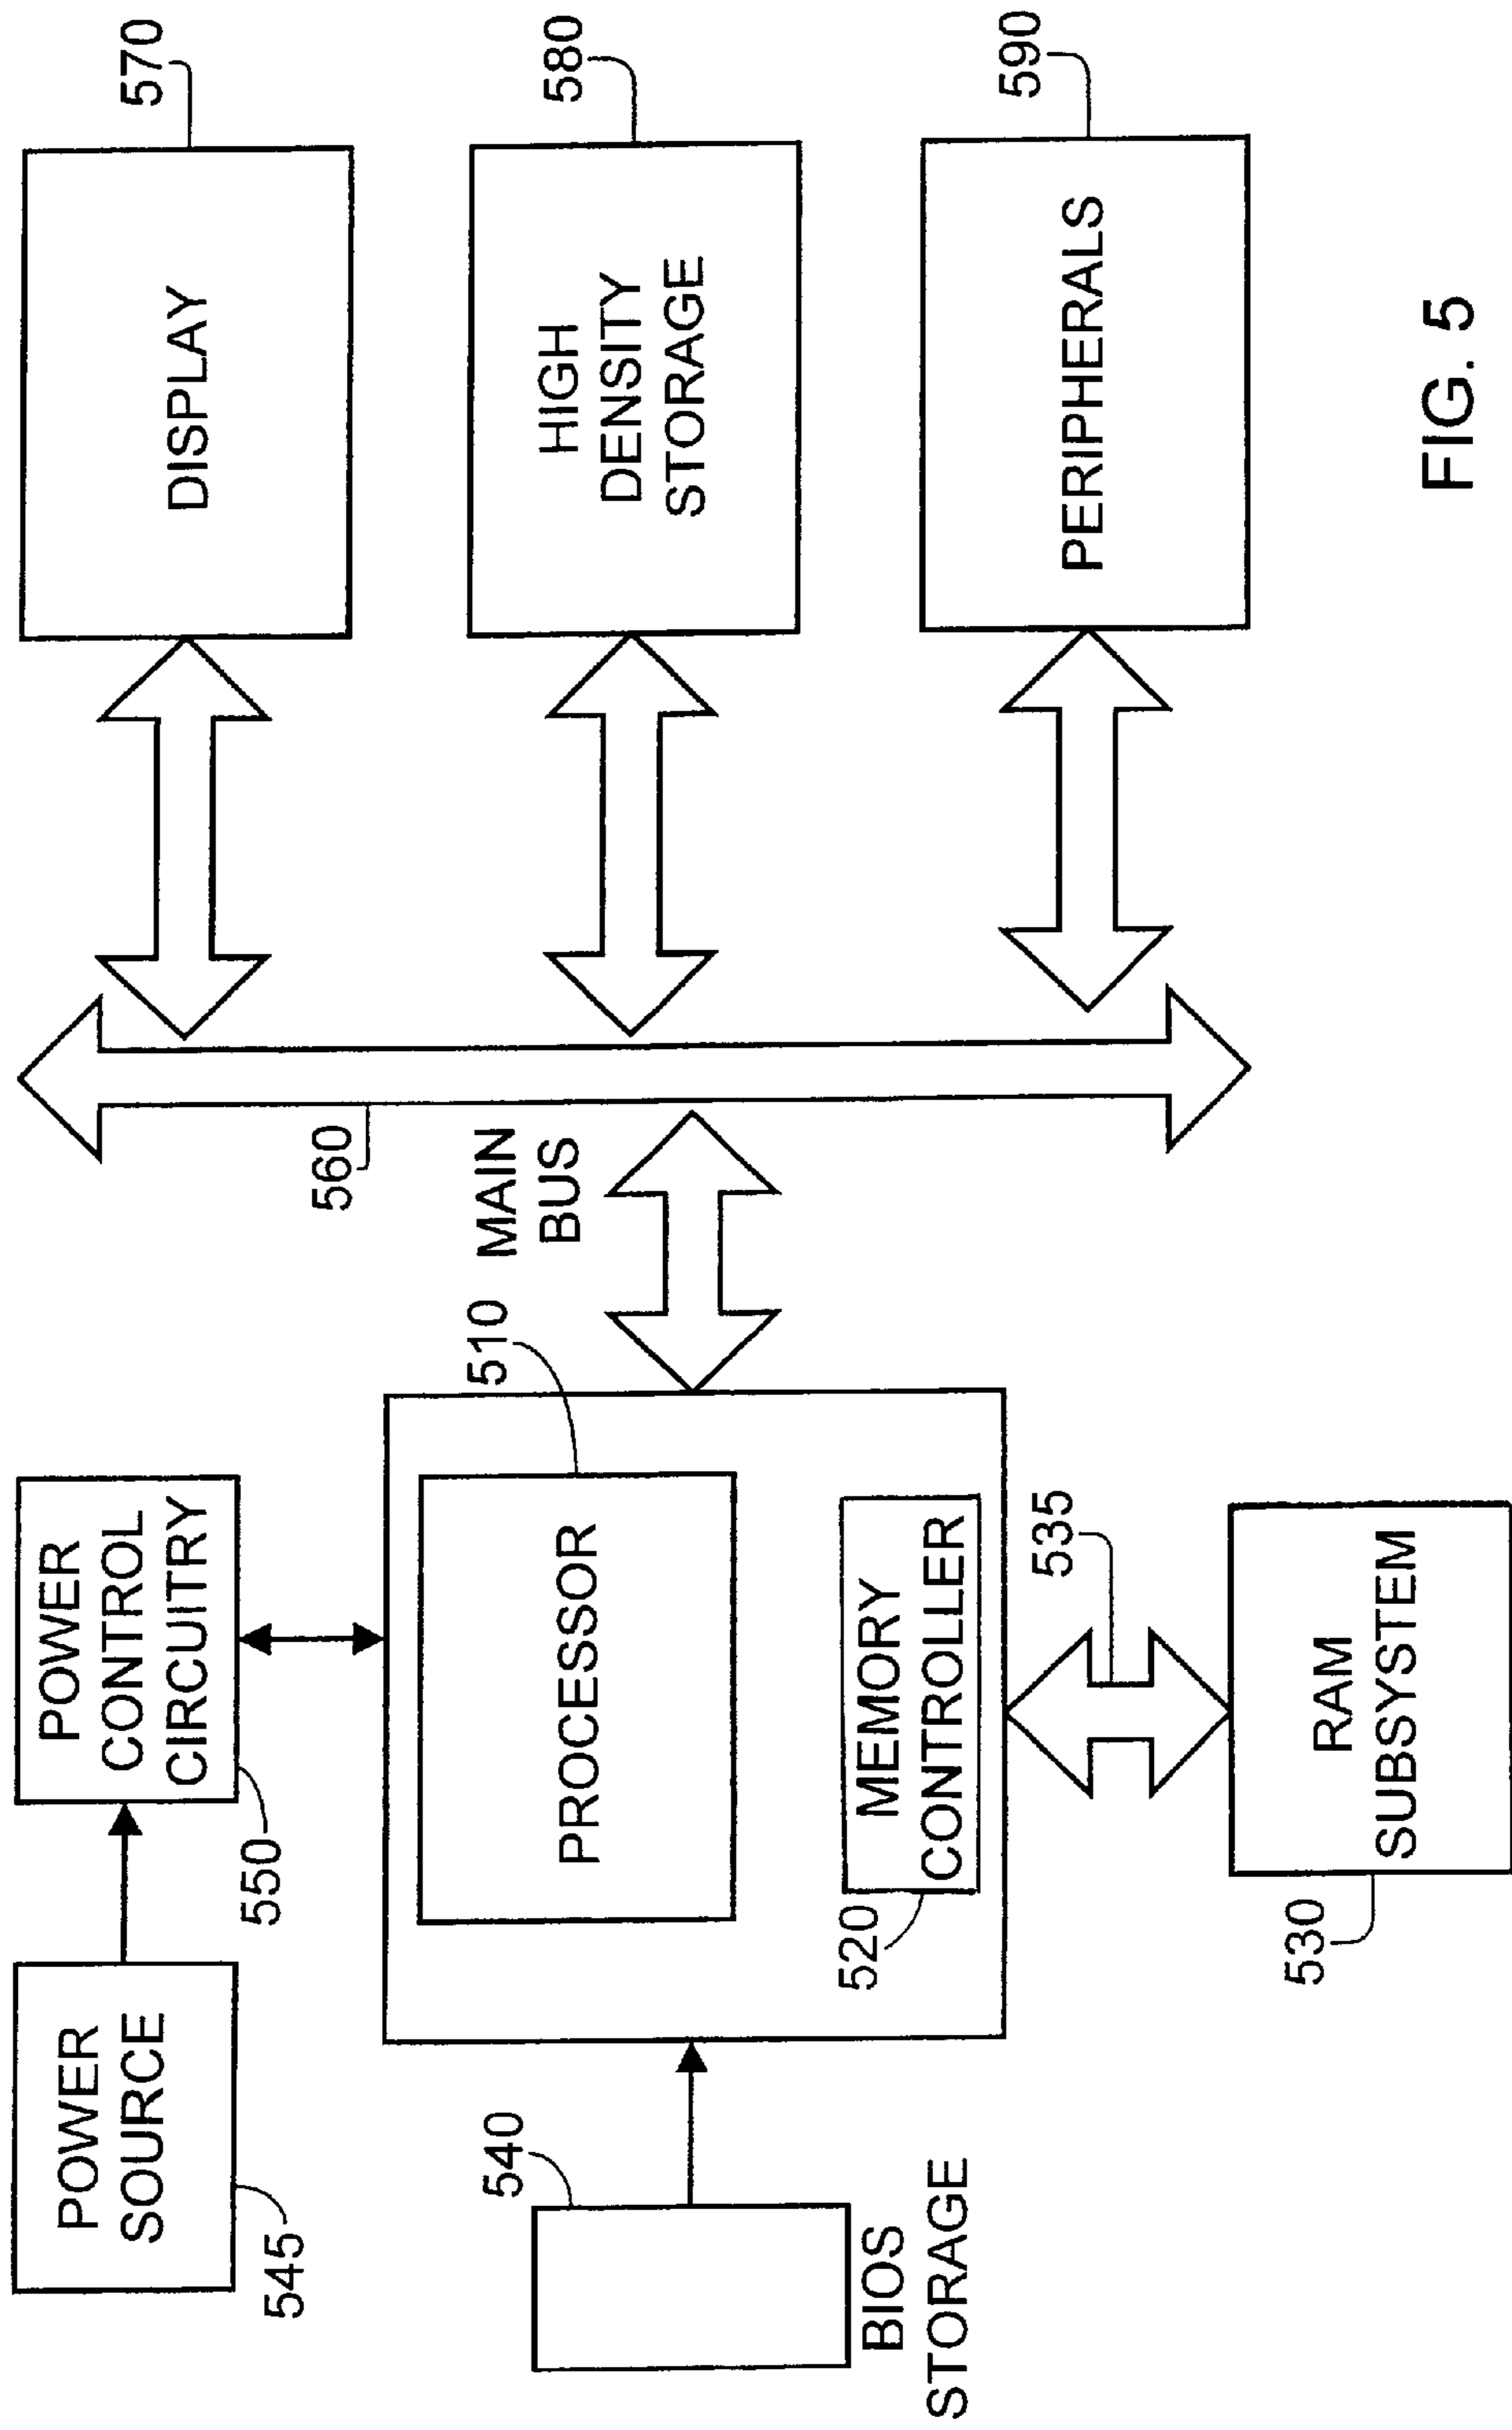 POWER
SOURCE
545
POWER
CONTROL
CIRCUITRY
550
540
BIOS
STORAGE
PROCESSOR
510
MEMORY
CONTROLLER
520
535
RAM
SUBSYSTEM
530
560
MAIN
BUS
DISPLAY
570
HIGH
DENSITY
STORAGE
580
PERIPHERALS
590
FIG. 5